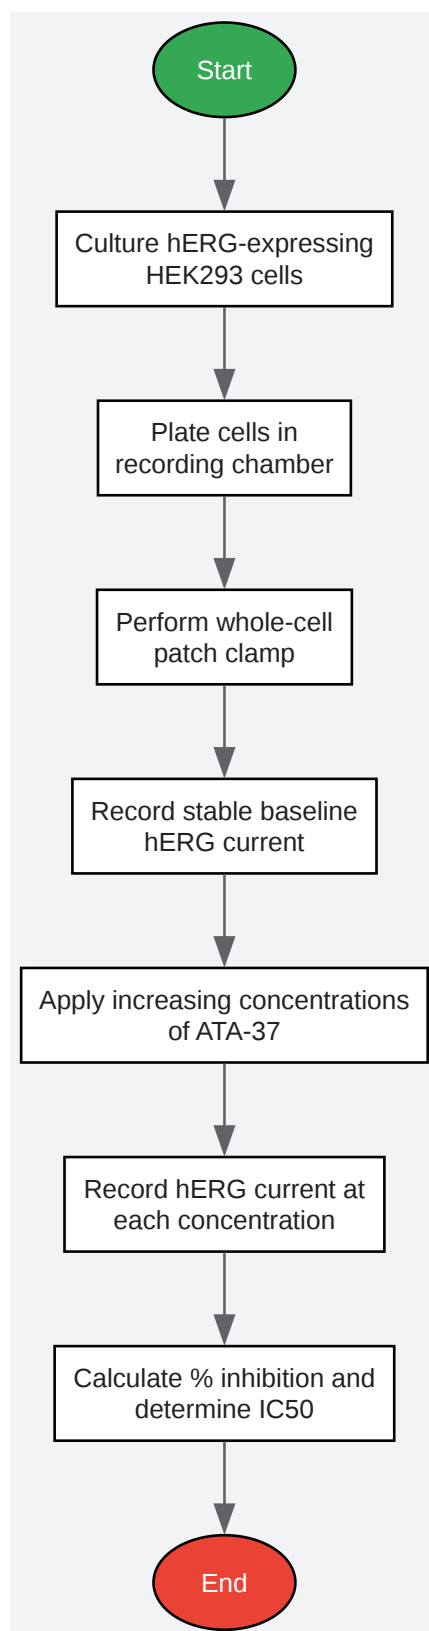 Start
Culture hERG-expressing
HEK293 cells
Plate cells in
recording chamber
Perform whole-cell
patch clamp
Record stable baseline
hERG current
Apply increasing concentrations
of ATA-37
Record hERG current at
each concentration
Calculate % inhibition and
determine IC50
End